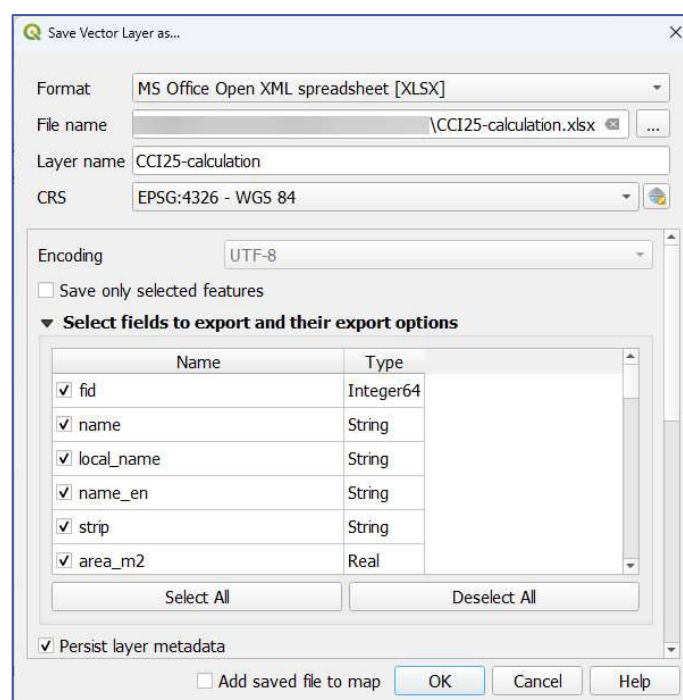 Save Vector Layer as...
Format MS Office Open XML spreadsheet [XLSX]
File name \CCI25-calculation.xlsx ...
Layer name CCI25-calculation
CRS EPSG:4326 - WGS 84
Encoding UTF-8
Save only selected features
Select fields to export and their export options
Name Type
fid Integer64
name String
local_name String
name_en String
strip String
area_m2 Real
Select All Deselect All
Persist layer metadata
Add saved file to map OK Cancel Help